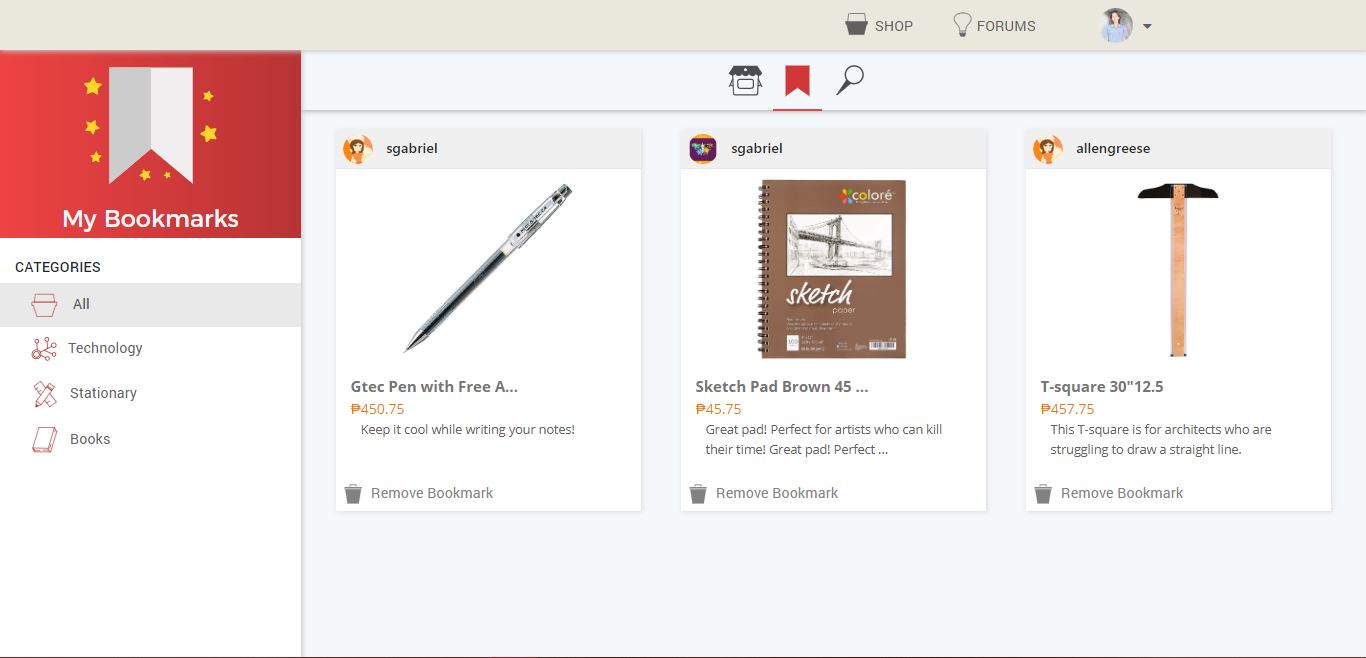 SHOP
FORUMS
My Bookmarks
CATEGORIES
All
Technology
Stationary
Books
sgabriel
Gtec Pen with Free A...
₱450.75
Keep it cool while writing your notes!
Remove Bookmark
sgabriel
coloré
sketch
paper
Sketch Pad Brown 45 ...
₱45.75
Great pad! Perfect for artists who can kill
their time! Great pad! Perfect ...
Remove Bookmark
allengreese
T-square 30"12.5
₱457.75
This T-square is for architects who are
struggling to draw a straight line.
Remove Bookmark